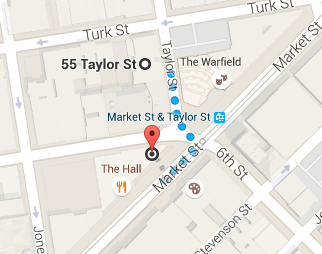 Turk St
Turk St
Taylor St
The Warfield
Market St
55 Taylor St
Market St & Taylor St
The Hall
Market St
6th St
Stevenson St
Jone